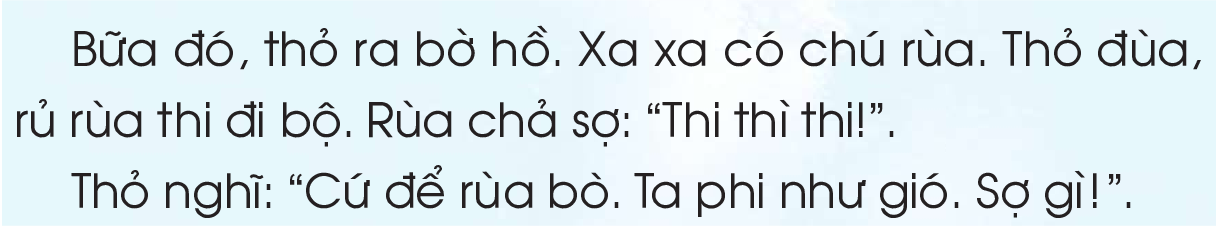 Bữa đó, thỏ ra bờ hồ. Xa xa có chú rùa. Thỏ đùa,
rủ rùa thi đi bộ. Rùa chả sợ: “Thi thì thi!”.
Thỏ nghĩ: “Cứ để rùa bò. Ta phi như gió. Sợ gì!”.